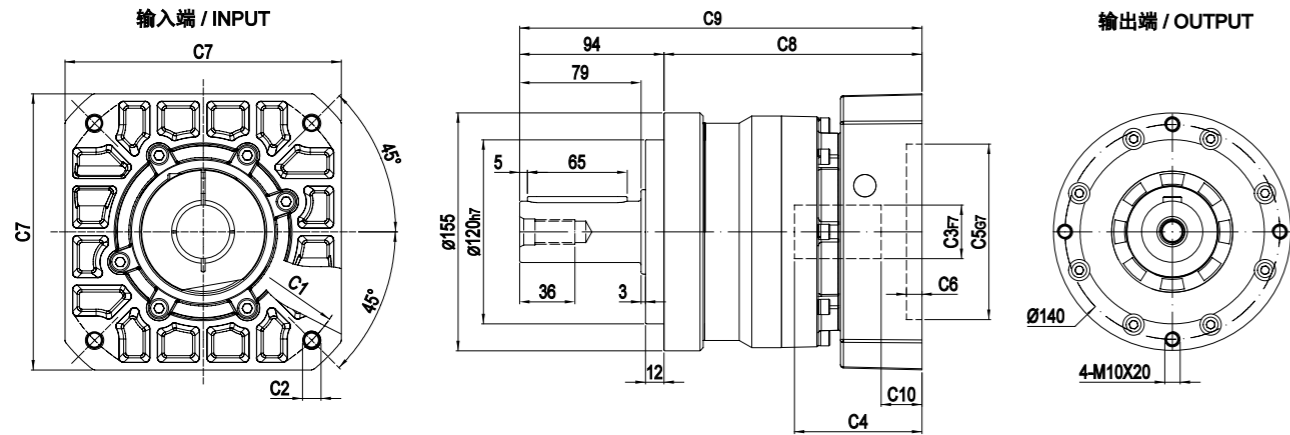 输入端 / INPUT
C7
C7
45°
45°
C1
C2
C9
94
C8
79
5
65
Ø155
Ø120h7
36
3
12
C3F7
C5G7
C6
C10
C4
输出端 / OUTPUT
Ø140
4-M10X20